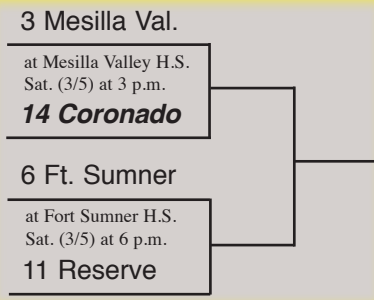 3 Mesilla Val.
at Mesilla Valley H.S.
Sat. (3/5) at 3 p.m.
14 Coronado
6 Ft. Sumner
at Fort Sumner H.S.
Sat. (3/5) at 6 p.m.
11 Reserve